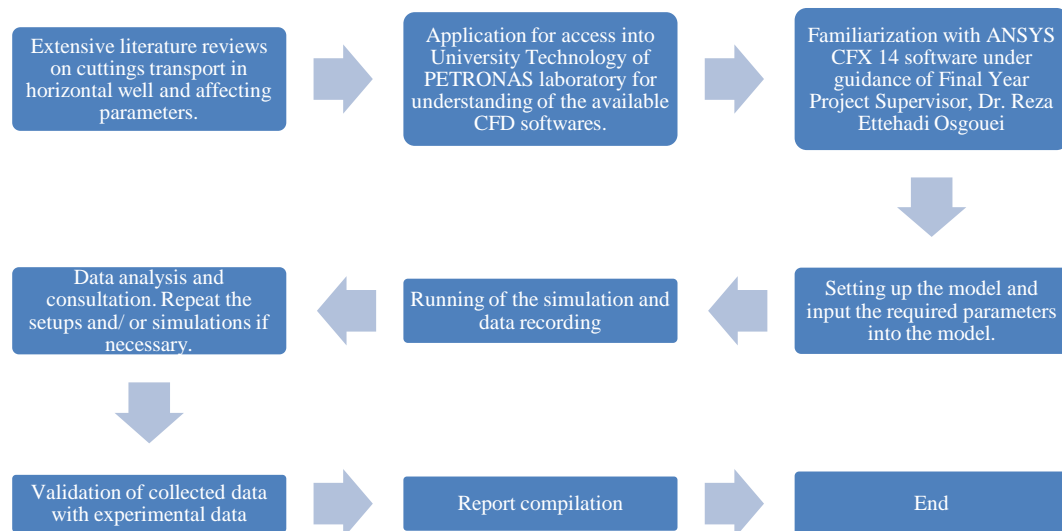 Extensive literature reviews
on cuttings transport in
horizontal well and affecting
parameters.
Application for access into
University Technology of
PETRONAS laboratory for
understanding of the available
CFD softwares.
Familiarization with ANSYS
CFX 14 software under
guidance of Final Year
Project Supervisor, Dr. Reza
Ettehadi Osgouei
Setting up the model and
input the required parameters
into the model.
Running of the simulation and
data recording
Data analysis and
consultation. Repeat the
setups and/ or simulations if
necessary.
Validation of collected data
with experimental data
Report compilation
End